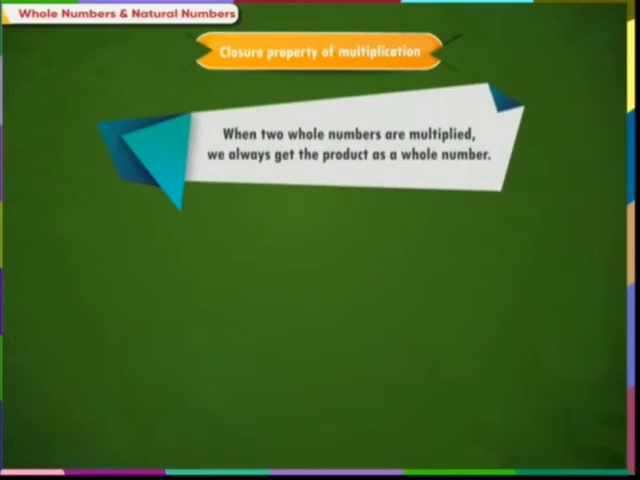 Whole Numbers & Natural Numbers
Closure property of multiplication
When two whole numbers are multiplied,
we always get the product as a whole number.